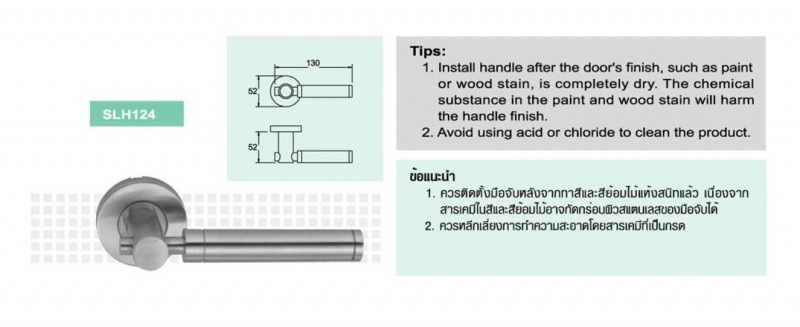 SLH124
130
52
52
Tips:
1. Install handle after the door's finish, such as paint
or wood stain, is completely dry. The chemical
substance in the paint and wood stain will harm
the handle finish.
2. Avoid using acid or chloride to clean the product.
ข้อแนะนำ
1. ควรติดตั้งมือจับหลังจากทาสีและสีย้อมไม้แห้งสนิทแล้ว เนื่องจาก
สารเคมีในสีและสีย้อมไม้อาจกัดกร่อนผิวสแตนเลสของมือจับได้
2. ควรหลีกเลี่ยงการทำความสะอาดโดยสารเคมีที่เป็นกรด